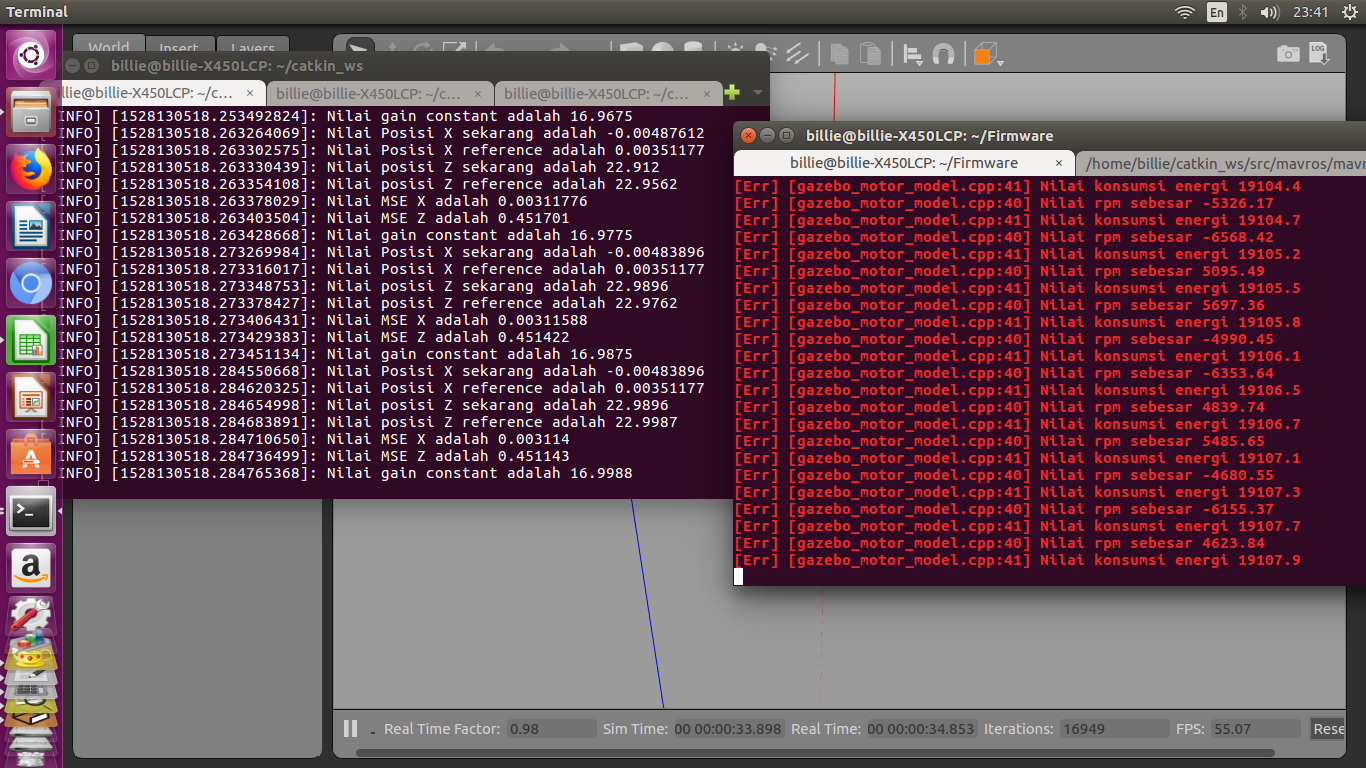 Terminal
En
23:41
World
Insert
Layers
LOG
billie@billie-X450LCP: ~/catkin_ws
illie@billie-X450LCP: ~/c... ×
billie@billie-X450LCP: ~/c... ×
billie@billie-X450LCP: ~/c... ×
INFO] [1528130518.253492824]: Nilai gain constant adalah 16.9675
INFO] [1528130518.263264069]: Nilai Posisi X sekarang adalah -0.00487612
INFO] [1528130518.263302575]: Nilai Posisi X reference adalah 0.00351177
INFO] [1528130518.263330439]: Nilai posisi Z sekarang adalah 22.912
INFO] [1528130518.263354108]: Nilai posisi Z reference adalah 22.9562
INFO] [1528130518.263378029]: Nilai MSE X adalah 0.00311776
INFO] [1528130518.263403504]: Nilai MSE Z adalah 0.451701
INFO] [1528130518.263428668]: Nilai gain constant adalah 16.9775
INFO] [1528130518.273269984]: Nilai Posisi X sekarang adalah -0.00483896
INFO] [1528130518.273316017]: Nilai Posisi X reference adalah 0.00351177
INFO] [1528130518.273348753]: Nilai posisi Z sekarang adalah 22.9896
INFO] [1528130518.273378427]: Nilai posisi Z reference adalah 22.9762
INFO] [1528130518.273406431]: Nilai MSE X adalah 0.00311588
INFO] [1528130518.273429383]: Nilai MSE Z adalah 0.451422
INFO] [1528130518.273451134]: Nilai gain constant adalah 16.9875
INFO] [1528130518.284550668]: Nilai Posisi X sekarang adalah -0.00483896
INFO] [1528130518.284620325]: Nilai Posisi X reference adalah 0.00351177
INFO] [1528130518.284654998]: Nilai posisi Z sekarang adalah 22.9896
INFO] [1528130518.284683891]: Nilai posisi Z reference adalah 22.9987
INFO] [1528130518.284710650]: Nilai MSE X adalah 0.003114
INFO] [1528130518.284736499]: Nilai MSE Z adalah 0.451143
INFO] [1528130518.284765368]: Nilai gain constant adalah 16.9988
billie@billie-X450LCP: ~/Firmware
billie@billie-X450LCP: ~/Firmware ×
/home/billie/catkin_ws/src/mavros/mavr
[Err] [gazebo_motor_model.cpp:41] Nilai konsumsi energi 19104.4
[Err] [gazebo_motor_model.cpp:40] Nilai rpm sebesar -5326.17
[Err] [gazebo_motor_model.cpp:41] Nilai konsumsi energi 19104.7
[Err] [gazebo_motor_model.cpp:40] Nilai rpm sebesar -6568.42
[Err] [gazebo_motor_model.cpp:41] Nilai konsumsi energi 19105.2
[Err] [gazebo_motor_model.cpp:40] Nilai rpm sebesar 5095.49
[Err] [gazebo_motor_model.cpp:41] Nilai konsumsi energi 19105.5
[Err] [gazebo_motor_model.cpp:40] Nilai rpm sebesar 5697.36
[Err] [gazebo_motor_model.cpp:41] Nilai konsumsi energi 19105.8
[Err] [gazebo_motor_model.cpp:40] Nilai rpm sebesar -4990.45
[Err] [gazebo_motor_model.cpp:41] Nilai konsumsi energi 19106.1
[Err] [gazebo_motor_model.cpp:40] Nilai rpm sebesar -6353.64
[Err] [gazebo_motor_model.cpp:41] Nilai konsumsi energi 19106.5
[Err] [gazebo_motor_model.cpp:40] Nilai rpm sebesar 4839.74
[Err] [gazebo_motor_model.cpp:41] Nilai konsumsi energi 19106.7
[Err] [gazebo_motor_model.cpp:40] Nilai rpm sebesar 5485.65
[Err] [gazebo_motor_model.cpp:41] Nilai konsumsi energi 19107.1
[Err] [gazebo_motor_model.cpp:40] Nilai rpm sebesar -4680.55
[Err] [gazebo_motor_model.cpp:41] Nilai konsumsi energi 19107.3
[Err] [gazebo_motor_model.cpp:40] Nilai rpm sebesar -6155.37
[Err] [gazebo_motor_model.cpp:41] Nilai konsumsi energi 19107.7
[Err] [gazebo_motor_model.cpp:40] Nilai rpm sebesar 4623.84
[Err] [gazebo_motor_model.cpp:41] Nilai konsumsi energi 19107.9
Real Time Factor: 0.98 Sim Time: 00 00:00:33.898 Real Time: 00 00:00:34.853 Iterations: 16949 FPS: 55.07 Rese